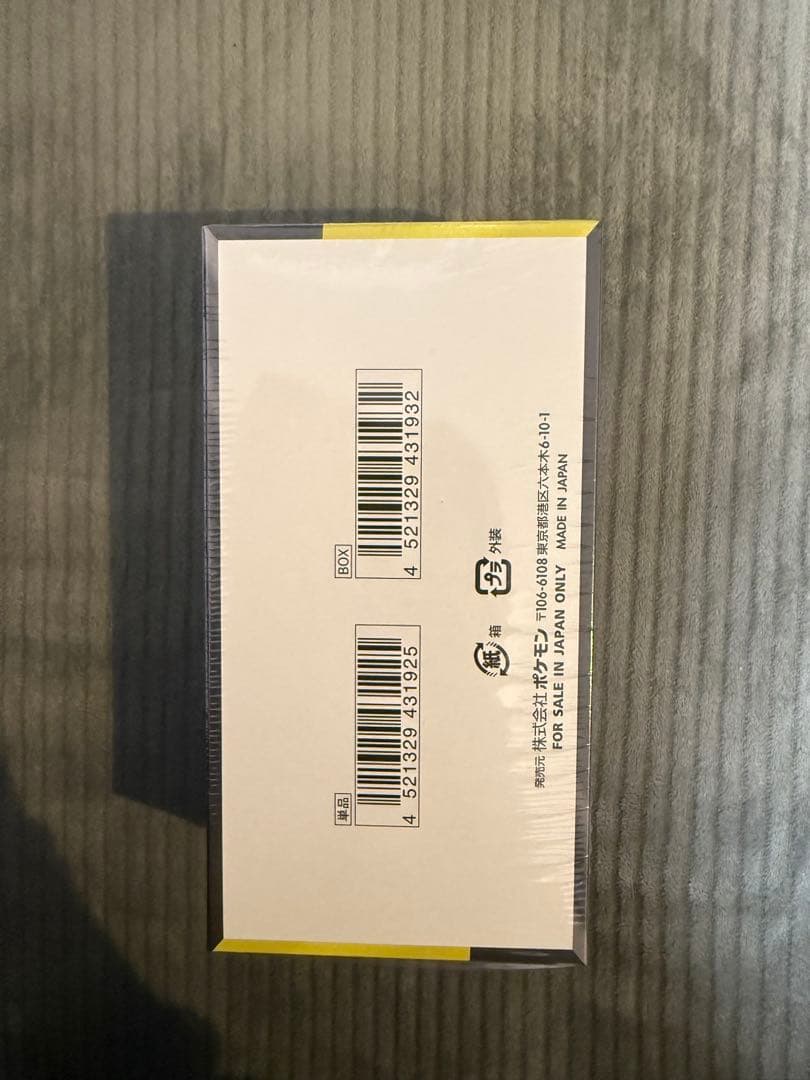 単品
4 521329 431925
BOX
4 521329 431932
紙 箱
プラ 外装
発売元 株式会社 ポケモン 〒106-6108 東京都港区六本木6-10-1
FOR SALE IN JAPAN ONLY MADE IN JAPAN